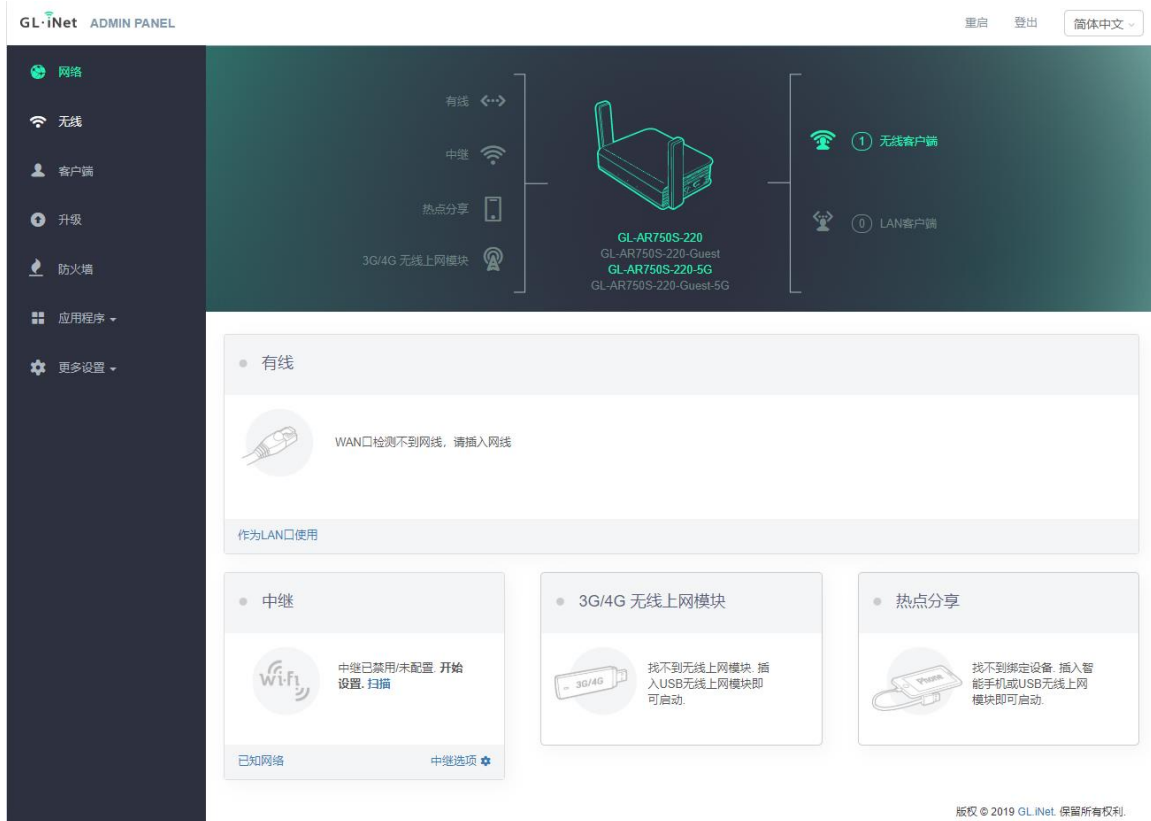 GL·iNet ADMIN PANEL
重启 登出 简体中文
网络
无线
客户端
升级
防火墙
应用程序
更多设置
有线
中继
热点分享
3G/4G 无线上网模块
GL-AR750S-220
GL-AR750S-220-Guest
GL-AR750S-220-5G
GL-AR750S-220-Guest-5G
1 无线客户端
0 LAN客户端
有线
WAN口检测不到网线，请插入网线
作为LAN口使用
中继
Wi-Fi
中继已禁用/未配置. 开始
设置. 扫描
已知网络 中继选项
3G/4G 无线上网模块
3G/4G
找不到无线上网模块. 插
入USB无线上网模块即
可启动.
热点分享
Phone
找不到绑定设备. 插入智
能手机或USB无线上网
模块即可启动.
版权 © 2019 GL.iNet. 保留所有权利.